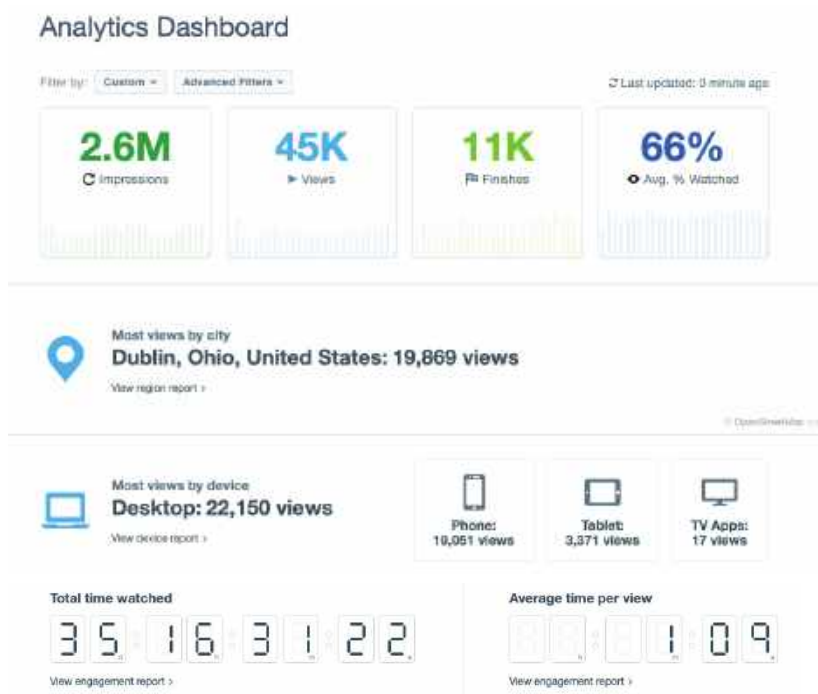 Analytics Dashboard
Filter by: Custom Advanced Filters
Last updated: 0 minute ago
2.6M
Impressions
45K
Views
11K
Finishes
66%
Avg. % Watched
Most views by city
Dublin, Ohio, United States: 19,869 views
View region report ›
© OpenStreetMap
Most views by device
Desktop: 22,150 views
View device report ›
Phone:
19,051 views
Tablet:
3,371 views
TV Apps:
17 views
Total time watched
35 16 31 22
View engagement report ›
Average time per view
1 09
View engagement report ›